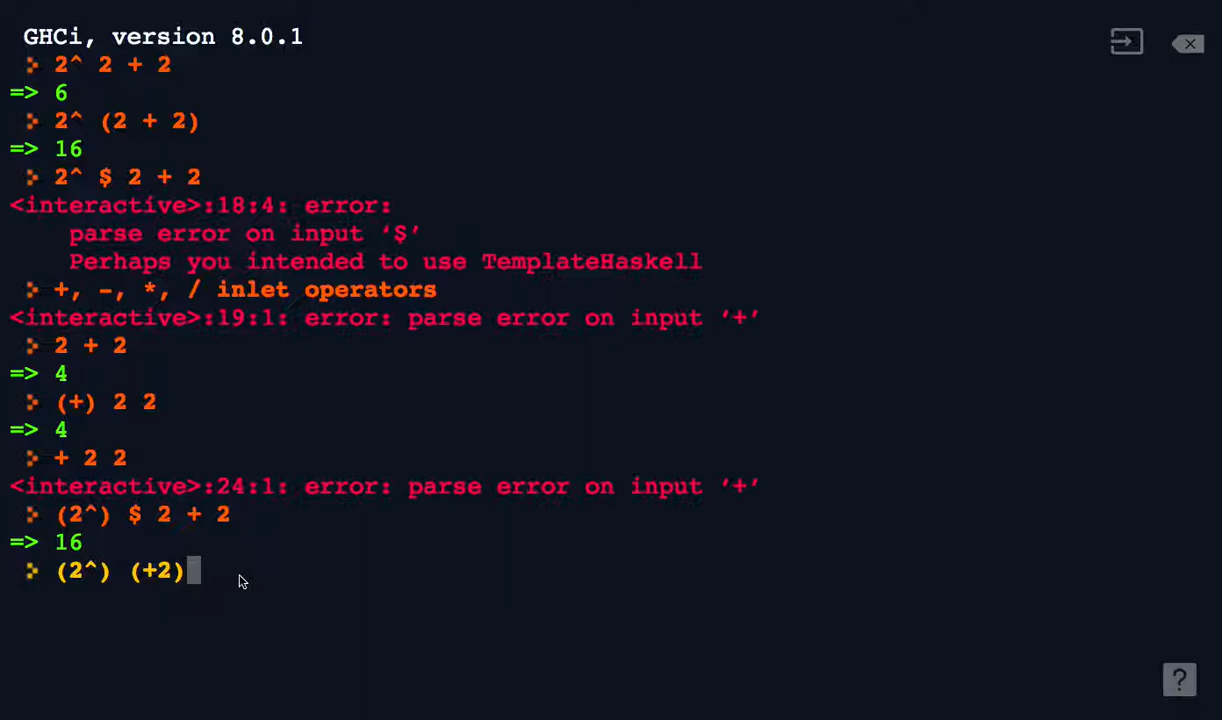 GHCi, version 8.0.1
2^ 2 + 2
=> 6
2^ (2 + 2)
=> 16
2^ $ 2 + 2
<interactive>:18:4: error:
    parse error on input ‘$’
    Perhaps you intended to use TemplateHaskell
+, -, *, / inlet operators
<interactive>:19:1: error: parse error on input ‘+’
2 + 2
=> 4
(+) 2 2
=> 4
+ 2 2
<interactive>:24:1: error: parse error on input ‘+’
(2^) $ 2 + 2
=> 16
(2^) (+2)
?